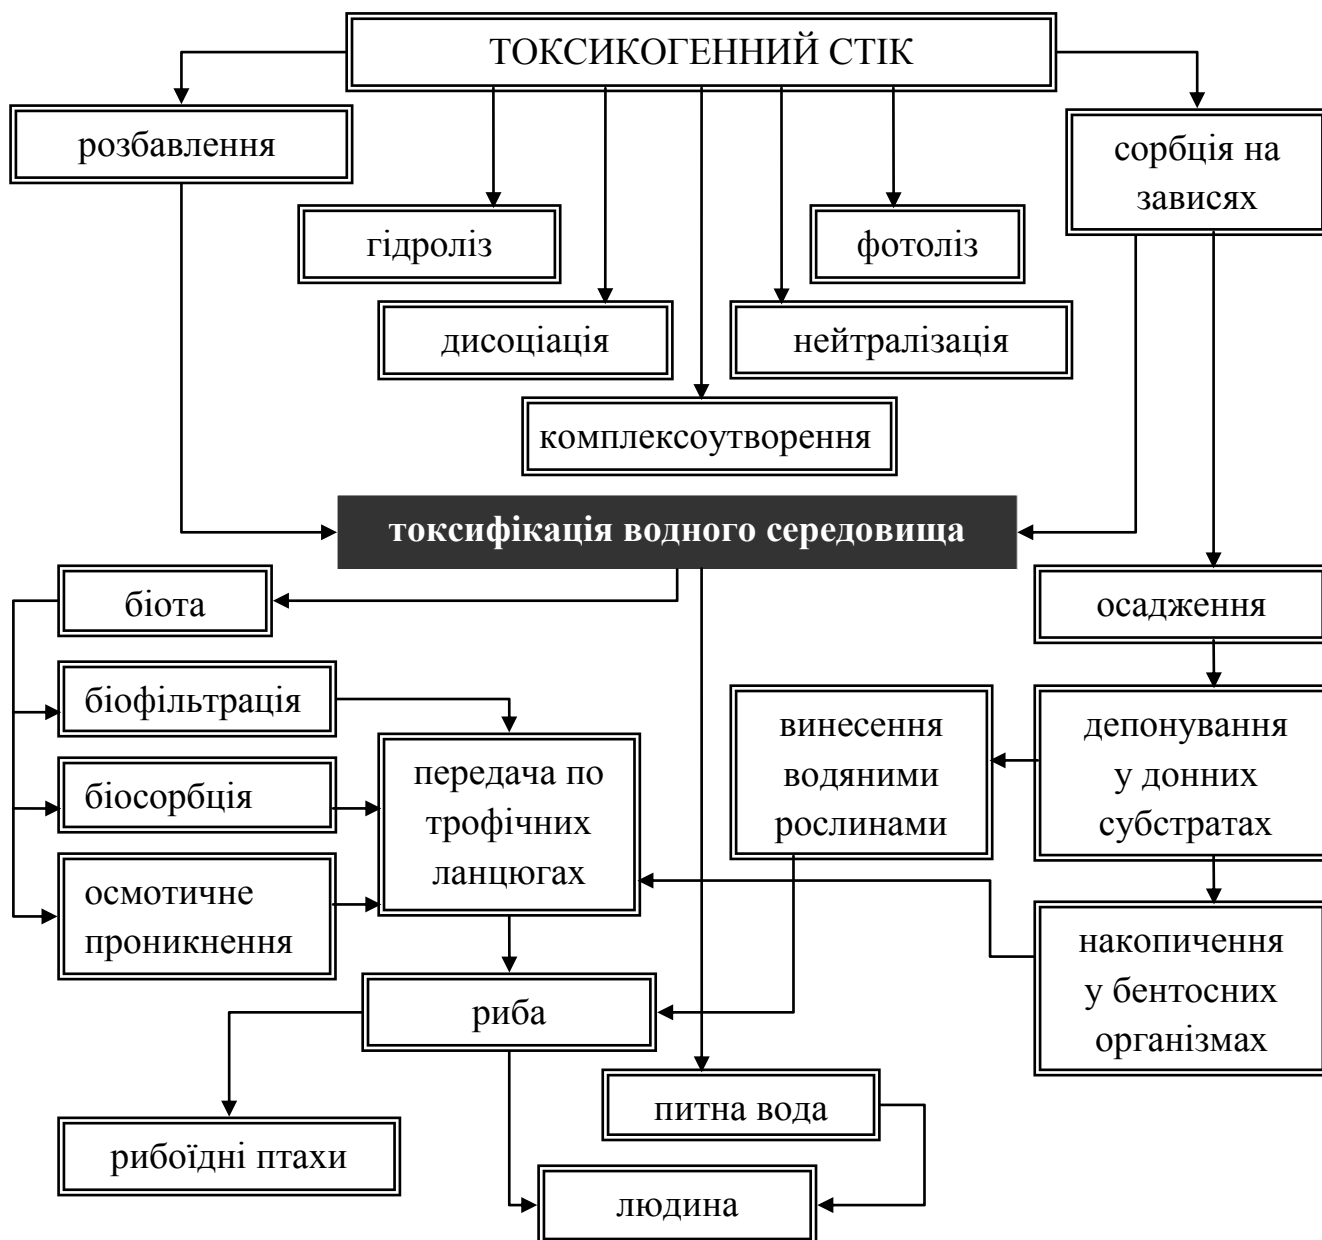 ТОКСИКОГЕННИЙ СТІК
розбавлення
сорбція на
зависях
гідроліз
фотоліз
дисоціація
нейтралізація
комплексоутворення
токсифікація водного середовища
біота
осадження
біофільтрація
біосорбція
осмотичне
проникнення
передача по
трофічних
ланцюгах
винесення
водяними
рослинами
депонування
у донних
субстратах
накопичення
у бентосних
організмах
риба
питна вода
рибоїдні птахи
людина